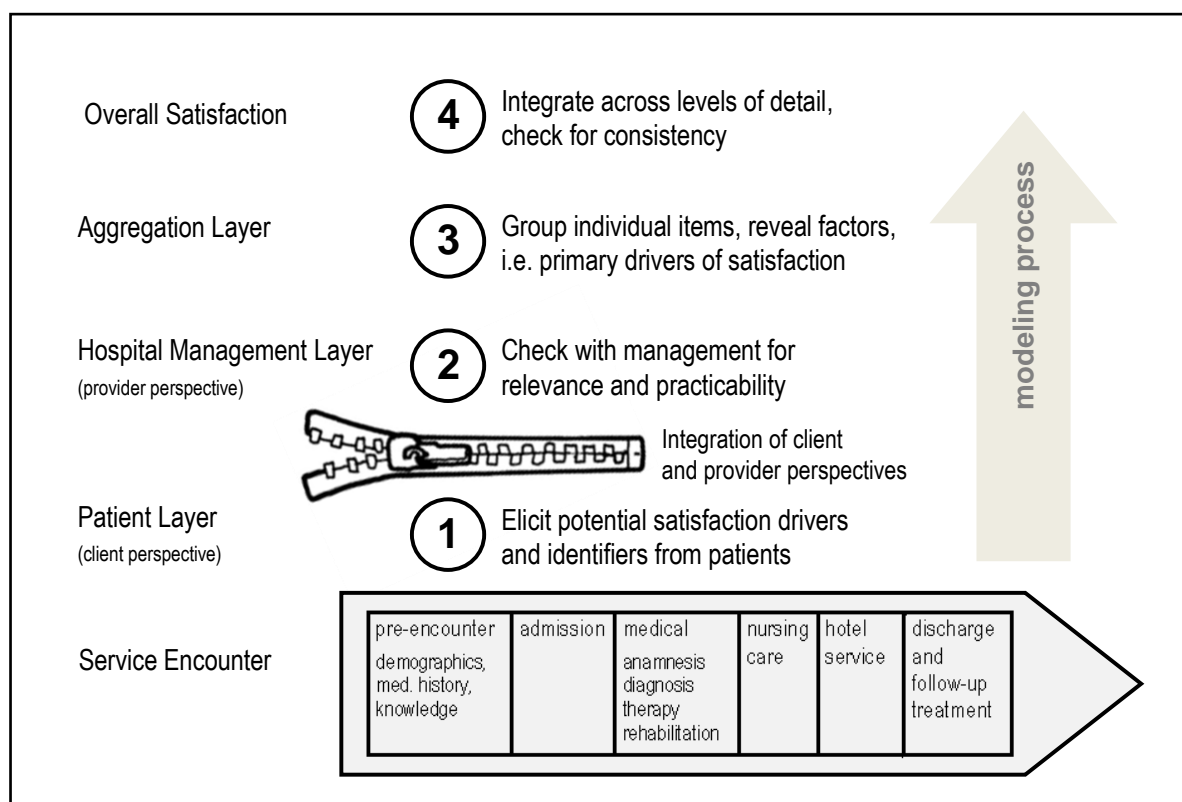 Overall Satisfaction
4
Integrate across levels of detail,
check for consistency
Aggregation Layer
3
Group individual items, reveal factors,
i.e. primary drivers of satisfaction
Hospital Management Layer
(provider perspective)
2
Check with management for
relevance and practicability
Integration of client
and provider perspectives
Patient Layer
(client perspective)
1
Elicit potential satisfaction drivers
and identifiers from patients
modeling process
Service Encounter
pre-encounter
demographics,
med. history,
knowledge
admission
medical
anamnesis
diagnosis
therapy
rehabilitation
nursing
care
hotel
service
discharge
and
follow-up
treatment